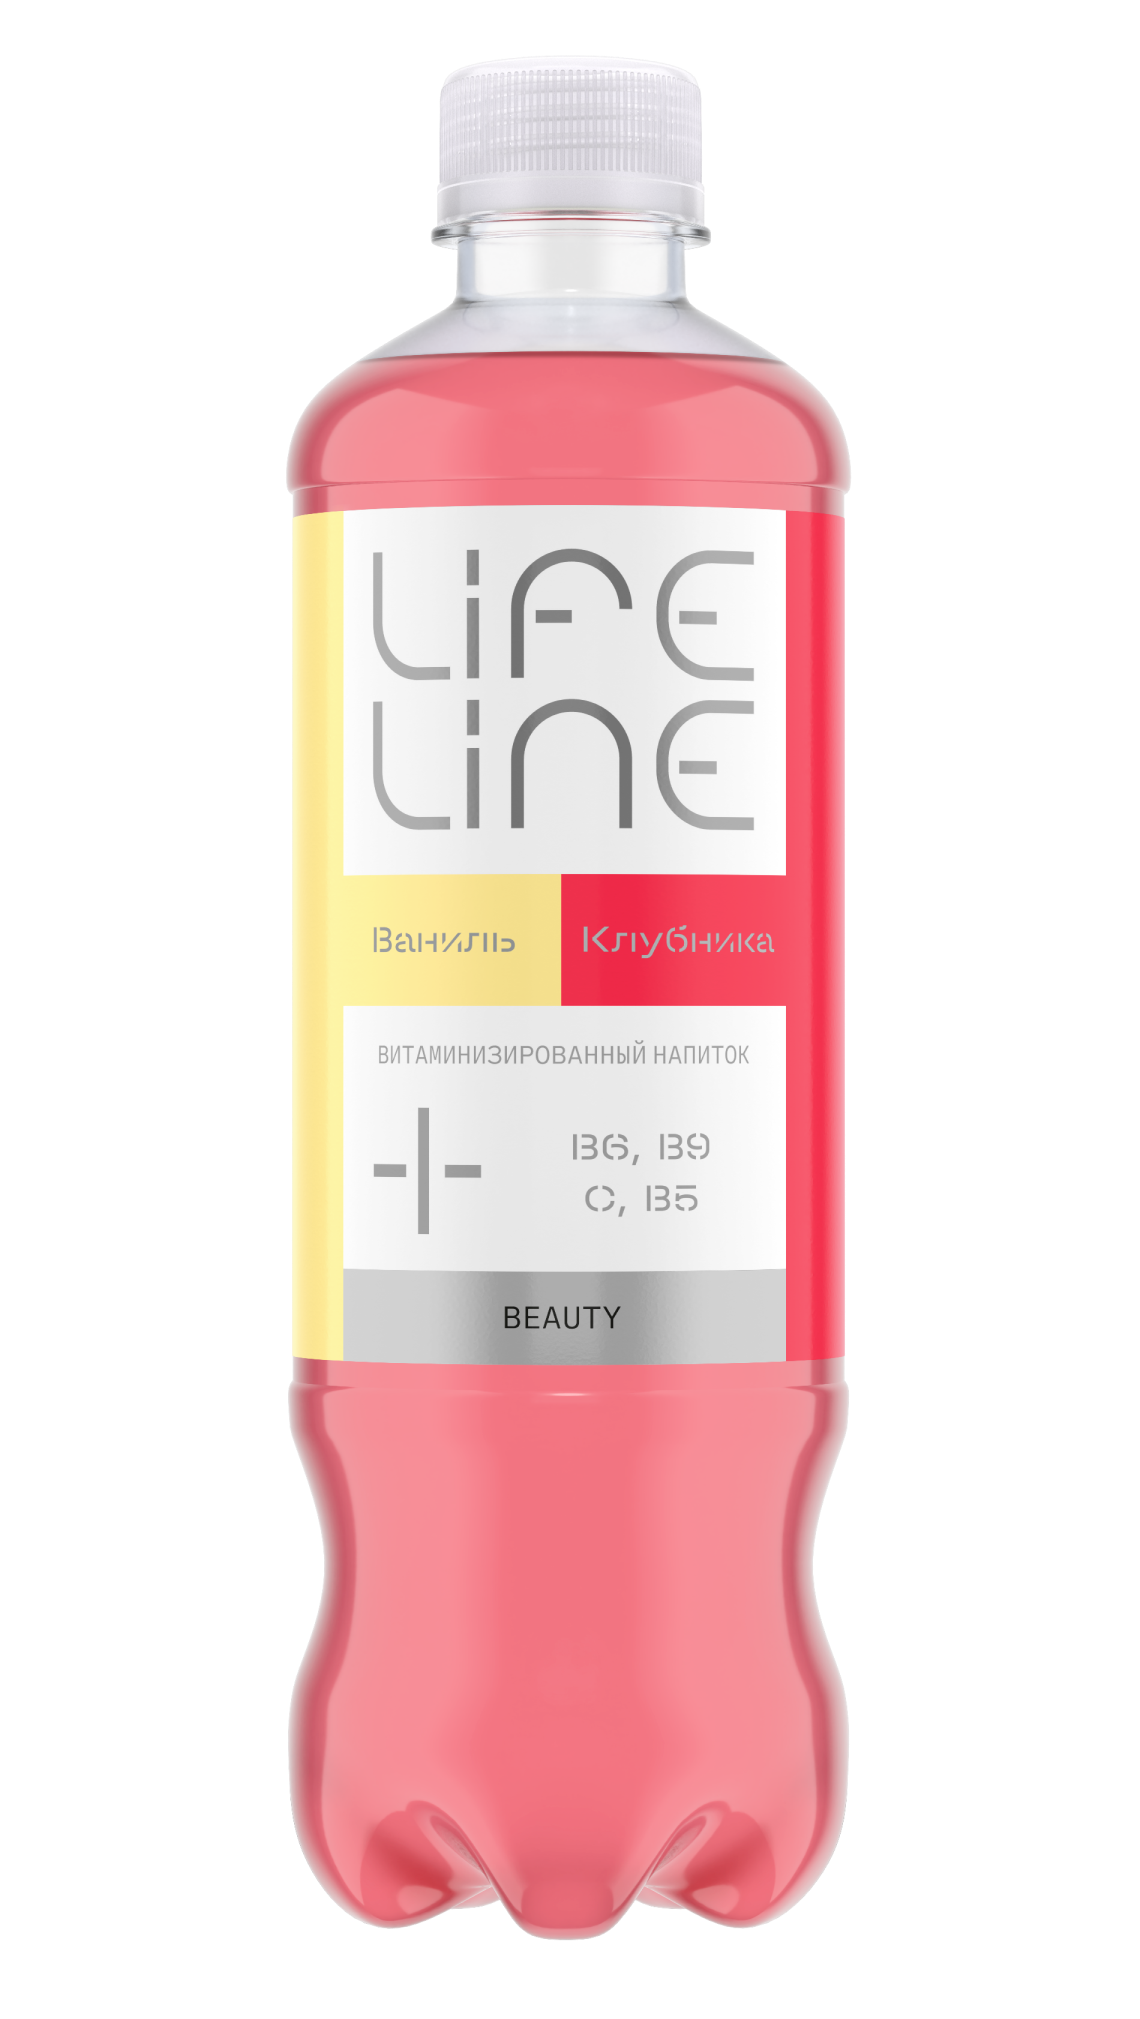 LiFE
LiNE
Ваниль Клубника
ВИТАМИНИЗИРОВАННЫЙ НАПИТОК
B6, B9
C, B5
BEAUTY